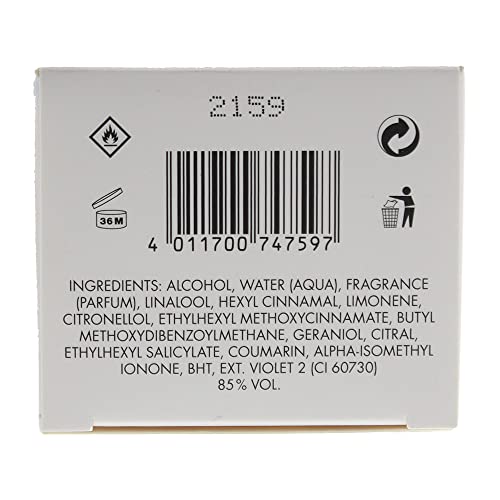 2159
36 M
4 011700 747597
INGREDIENTS: ALCOHOL, WATER (AQUA), FRAGRANCE
(PARFUM), LINALOOL, HEXYL CINNAMAL, LIMONENE,
CITRONELLOL, ETHYLHEXYL METHOXYCINNAMATE, BUTYL
METHOXYDIBENZOYLMETHANE, GERANIOL, CITRAL,
ETHYLHEXYL SALICYLATE, COUMARIN, ALPHA-ISOMETHYL
IONONE, BHT, EXT. VIOLET 2 (CI 60730)
85% VOL.